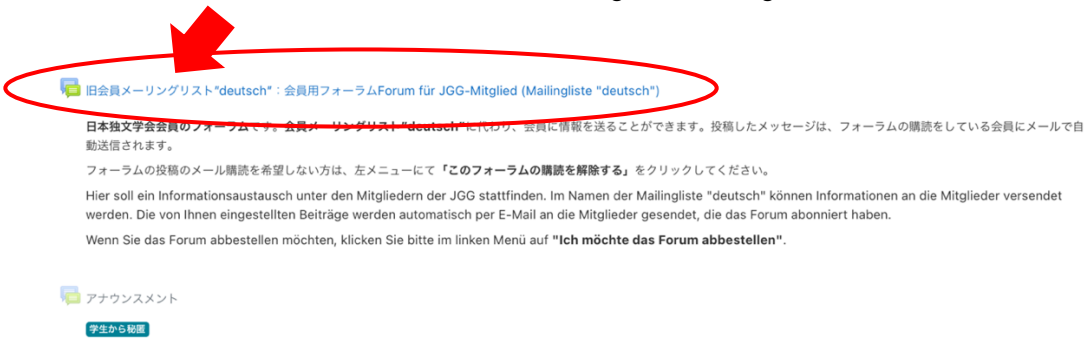 旧会員メーリングリスト"deutsch"：会員用フォーラムForum für JGG-Mitglied (Mailingliste "deutsch")
日本独文学会会員のフォーラムです。会員メーリングリスト"deutsch"に代わり、会員に情報を送ることができます。投稿したメッセージは、フォーラムの購読をしている会員にメールで自
動送信されます。
フォーラムの投稿のメール購読を希望しない方は、左メニューにて「このフォーラムの購読を解除する」をクリックしてください。
Hier soll ein Informationsaustausch unter den Mitgliedern der JGG stattfinden. Im Namen der Mailingliste "deutsch" können Informationen an die Mitglieder versendet
werden. Die von Ihnen eingestellten Beiträge werden automatisch per E-Mail an die Mitglieder gesendet, die das Forum abonniert haben.
Wenn Sie das Forum abbestellen möchten, klicken Sie bitte im linken Menü auf "Ich möchte das Forum abbestellen".
アナウンスメント
学生から秘匿